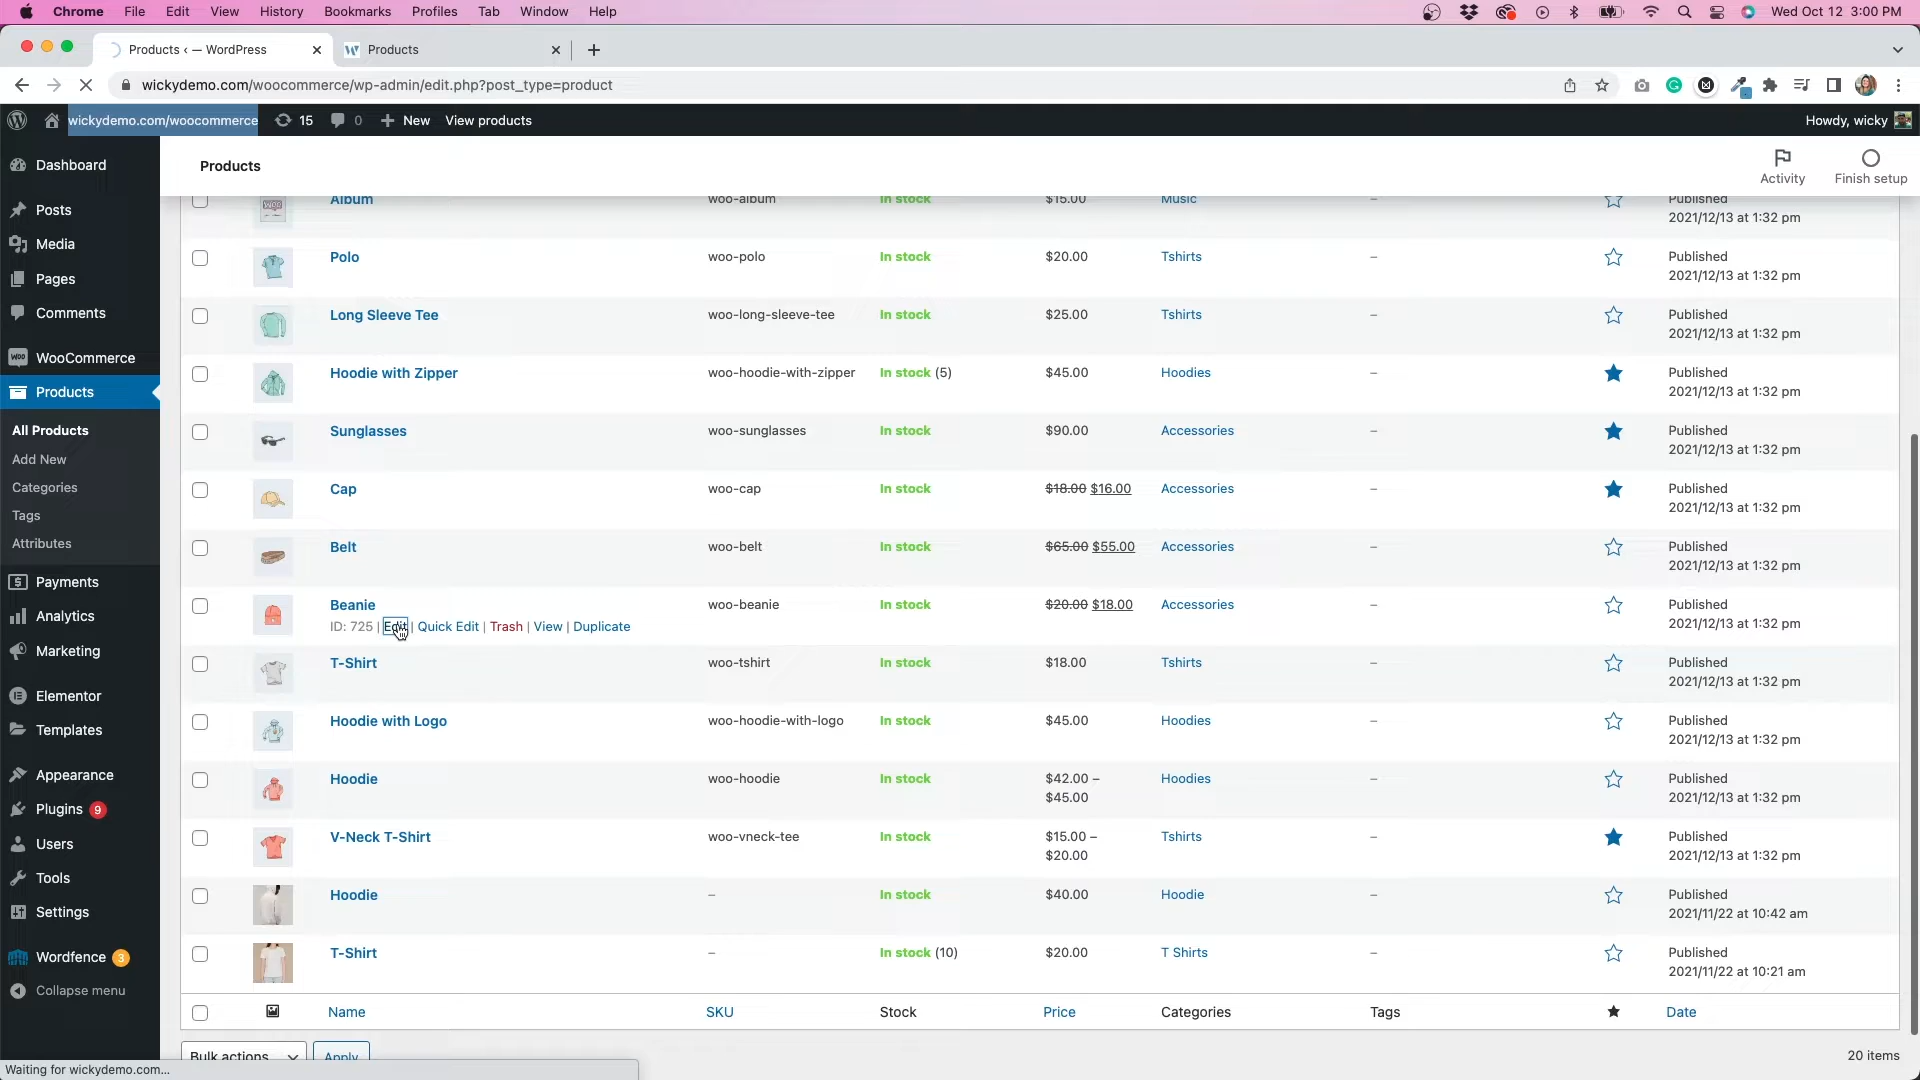 Chrome File Edit View History Bookmarks Profiles Tab Window Help Wed Oct 12 3:00 PM
Products ‹ — WordPress Products
wickydemo.com/woocommerce/wp-admin/edit.php?post_type=product
wickydemo.com/woocommerce 15 0 New View products Howdy, wicky
Products Activity Finish setup
Dashboard
Posts
Media
Pages
Comments
WooCommerce
Products
All Products
Add New
Categories
Tags
Attributes
Payments
Analytics
Marketing
Elementor
Templates
Appearance
Plugins 9
Users
Tools
Settings
Wordfence 3
Collapse menu
Album woo-album In stock $15.00 Music – Published
2021/12/13 at 1:32 pm
Polo woo-polo In stock $20.00 Tshirts – Published
2021/12/13 at 1:32 pm
Long Sleeve Tee woo-long-sleeve-tee In stock $25.00 Tshirts – Published
2021/12/13 at 1:32 pm
Hoodie with Zipper woo-hoodie-with-zipper In stock (5) $45.00 Hoodies – Published
2021/12/13 at 1:32 pm
Sunglasses woo-sunglasses In stock $90.00 Accessories – Published
2021/12/13 at 1:32 pm
Cap woo-cap In stock $18.00 $16.00 Accessories – Published
2021/12/13 at 1:32 pm
Belt woo-belt In stock $65.00 $55.00 Accessories – Published
2021/12/13 at 1:32 pm
Beanie woo-beanie In stock $20.00 $18.00 Accessories – Published
ID: 725 | Edit | Quick Edit | Trash | View | Duplicate 2021/12/13 at 1:32 pm
T-Shirt woo-tshirt In stock $18.00 Tshirts – Published
2021/12/13 at 1:32 pm
Hoodie with Logo woo-hoodie-with-logo In stock $45.00 Hoodies – Published
2021/12/13 at 1:32 pm
Hoodie woo-hoodie In stock $42.00 – Hoodies – Published
$45.00 2021/12/13 at 1:32 pm
V-Neck T-Shirt woo-vneck-tee In stock $15.00 – Tshirts – Published
$20.00 2021/12/13 at 1:32 pm
Hoodie – In stock $40.00 Hoodie – Published
2021/11/22 at 10:42 am
T-Shirt – In stock (10) $20.00 T Shirts – Published
2021/11/22 at 10:21 am
Name SKU Stock Price Categories Tags Date
Bulk actions Apply 20 items
Waiting for wickydemo.com...